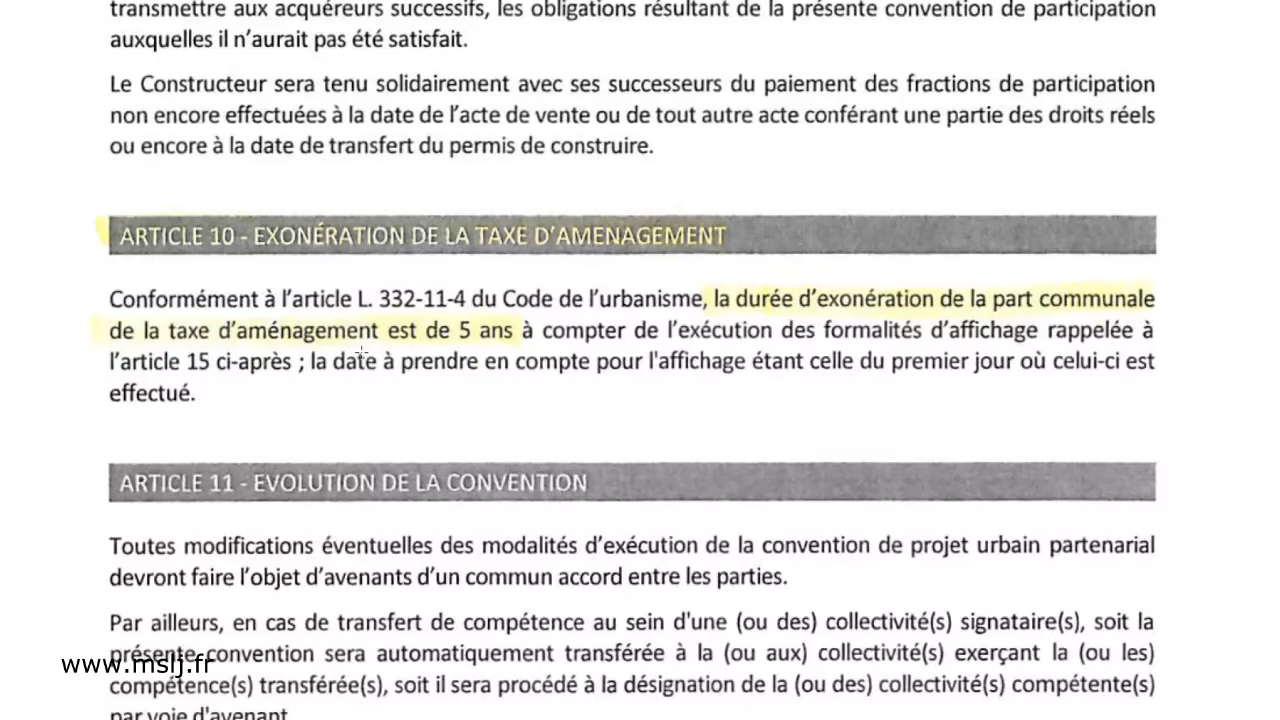 transmettre aux acquéreurs successifs, les obligations résultant de la présente convention de participation
auxquelles il n'aurait pas été satisfait.
Le Constructeur sera tenu solidairement avec ses successeurs du paiement des fractions de participation
non encore effectuées à la date de l'acte de vente ou de tout autre acte conférant une partie des droits réels
ou encore à la date de transfert du permis de construire.
ARTICLE 10 - EXONÉRATION DE LA TAXE D'AMENAGEMENT
Conformément à l'article L. 332-11-4 du Code de l'urbanisme, la durée d'exonération de la part communale
de la taxe d'aménagement est de 5 ans à compter de l'exécution des formalités d'affichage rappelée à
l'article 15 ci-après ; la date à prendre en compte pour l'affichage étant celle du premier jour où celui-ci est
effectué.
ARTICLE 11 - EVOLUTION DE LA CONVENTION
Toutes modifications éventuelles des modalités d'exécution de la convention de projet urbain partenarial
devront faire l'objet d'avenants d'un commun accord entre les parties.
Par ailleurs, en cas de transfert de compétence au sein d'une (ou des) collectivité(s) signataire(s), soit la
présente convention sera automatiquement transférée à la (ou aux) collectivité(s) exerçant la (ou les)
compétence(s) transférée(s), soit il sera procédé à la désignation de la (ou des) collectivité(s) compétente(s)
par voie d'avenant.
www.mslj.fr